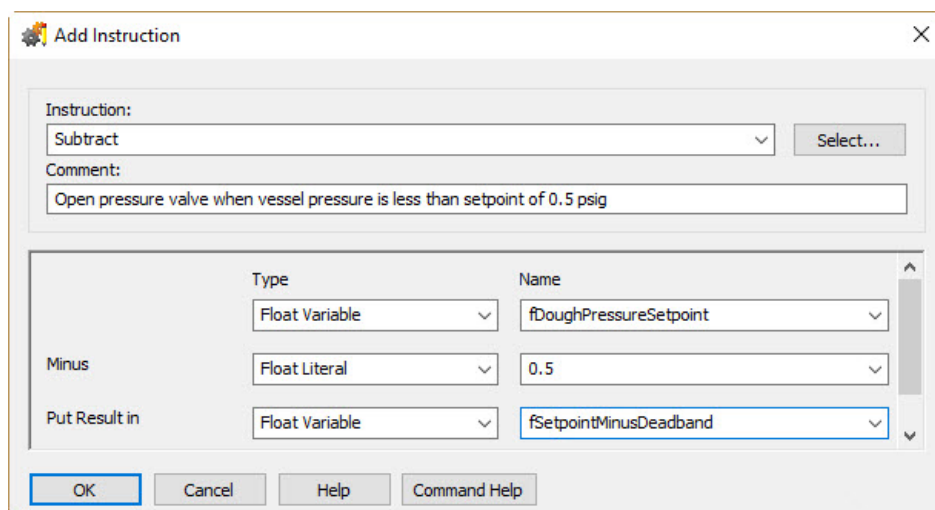 Add Instruction
Instruction:
Subtract
Select...
Comment:
Open pressure valve when vessel pressure is less than setpoint of 0.5 psig
Type Name
Float Variable fDoughPressureSetpoint
Minus Float Literal 0.5
Put Result in Float Variable fSetpointMinusDeadband
OK Cancel Help Command Help